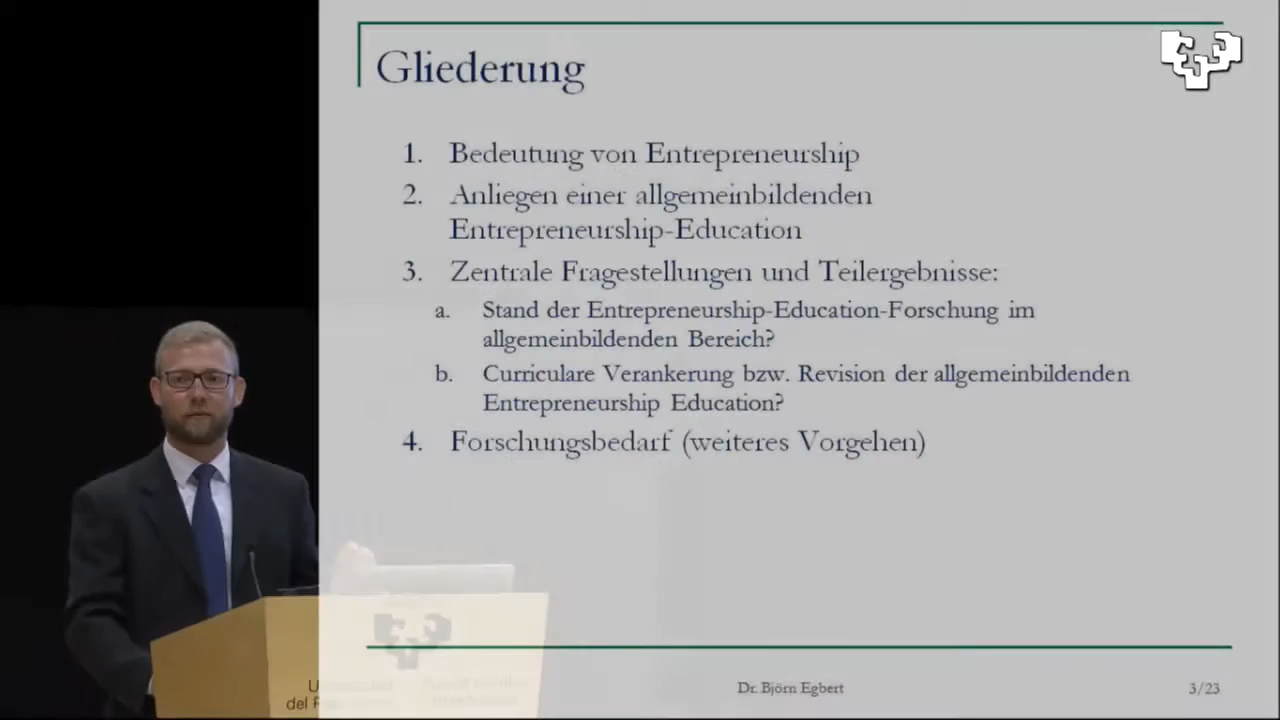 Gliederung
1. Bedeutung von Entrepreneurship
2. Anliegen einer allgemeinbildenden
Entrepreneurship-Education
3. Zentrale Fragestellungen und Teilergebnisse:
a. Stand der Entrepreneurship-Education-Forschung im
allgemeinbildenden Bereich?
b. Curriculare Verankerung bzw. Revision der allgemeinbildenden
Entrepreneurship Education?
4. Forschungsbedarf (weiteres Vorgehen)
del
Dr. Björn Egbert
3/23